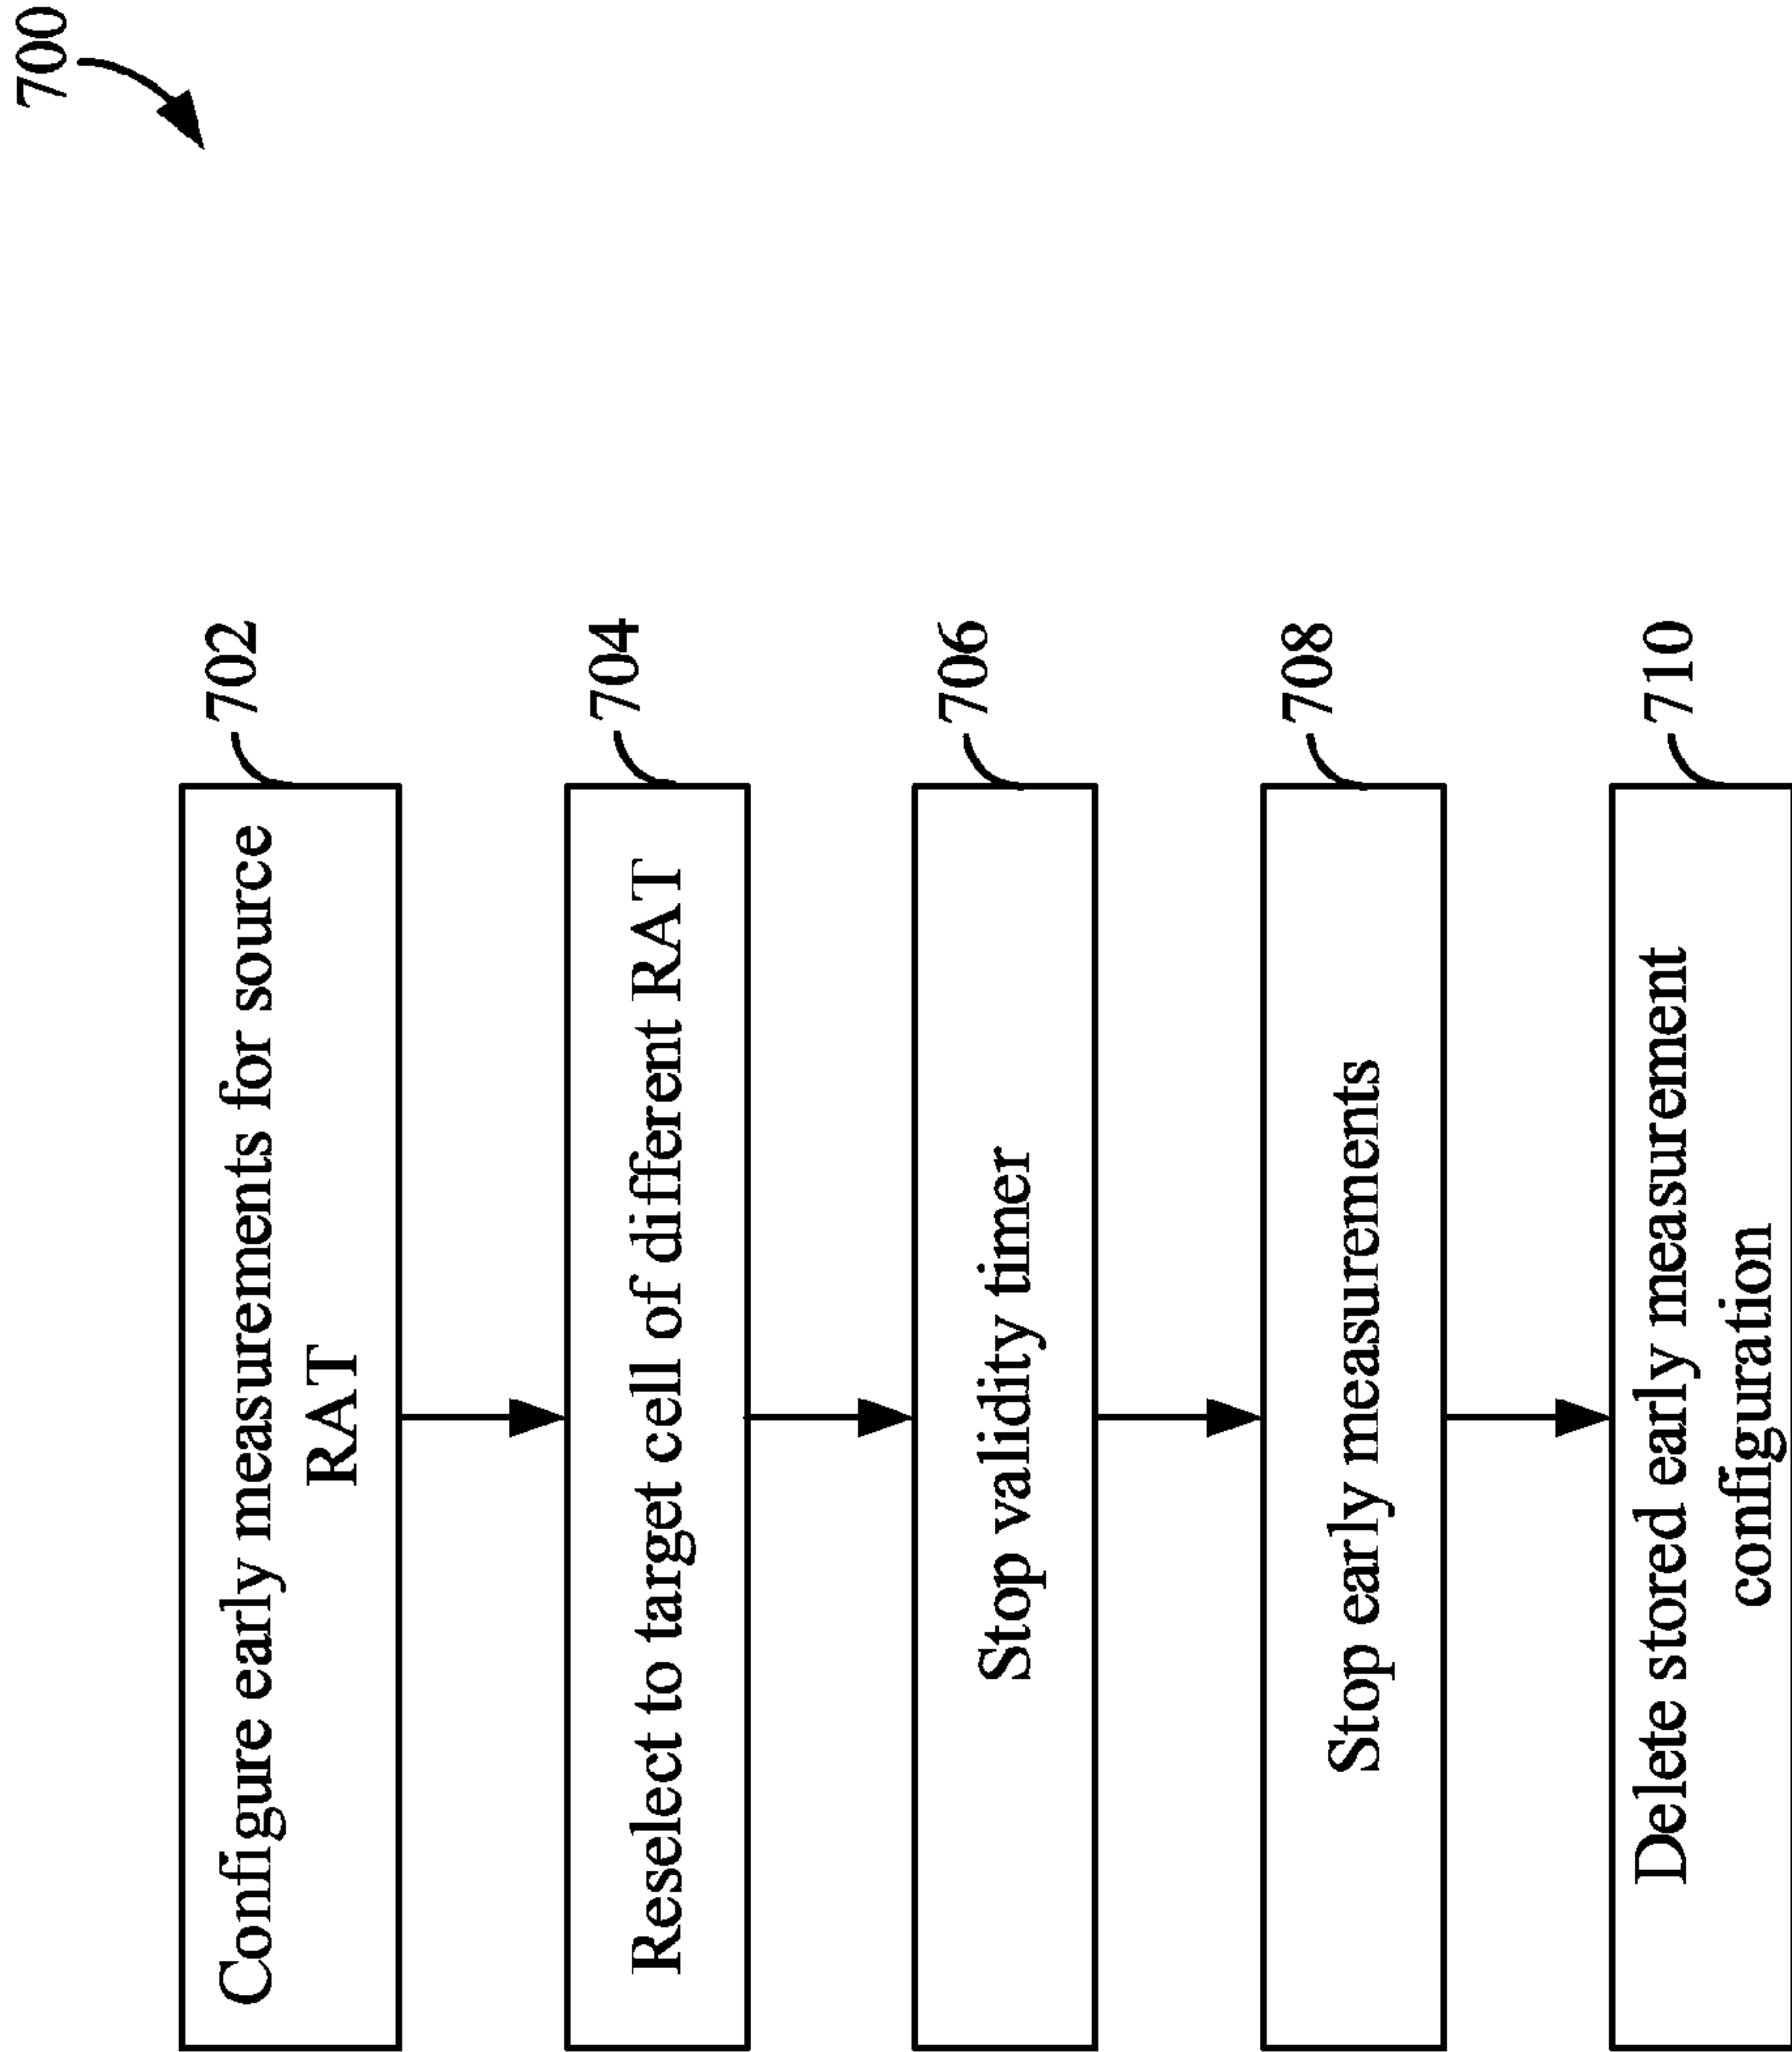 700
Configure early measurements for source
RAT
702
Reselect to target cell of different RAT
704
Stop validity timer
706
Stop early measurements
708
Delete stored early measurement
configuration
710